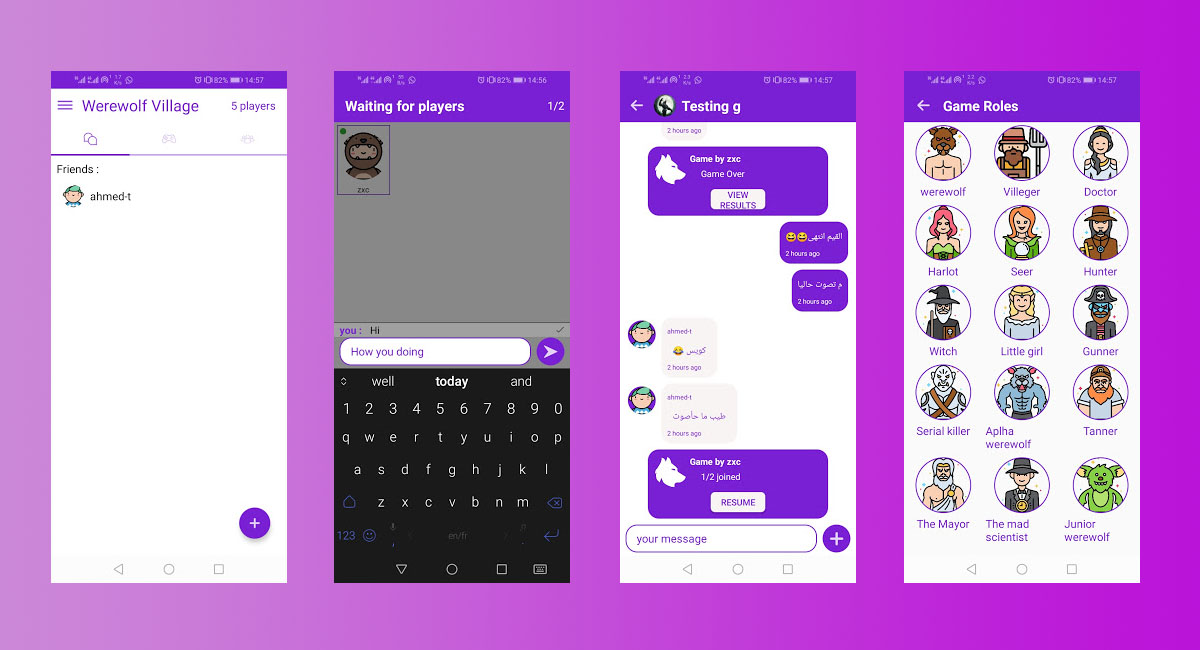 82% 14:57
Werewolf Village 5 players
Friends :
ahmed-t
82% 14:56
Waiting for players 1/2
zxc
you : Hi
How you doing
well today and
1 2 3 4 5 6 7 8 9 0
q w e r t y u i o p
a s d f g h j k l
z x c v b n m
123 en/fr
82% 14:57
Testing g
2 hours ago
Game by zxc
Game Over
VIEW
RESULTS
القيم انتهى😆😆
2 hours ago
م تصوت حاليا
2 hours ago
ahmed-t
كويس 😂
2 hours ago
ahmed-t
طيب ما حأصوت
2 hours ago
Game by zxc
1/2 joined
RESUME
your message
82% 14:57
Game Roles
werewolf Villeger Doctor
Harlot Seer Hunter
Witch Little girl Gunner
Serial killer Aplha
werewolf Tanner
The Mayor The mad
scientist Junior
werewolf